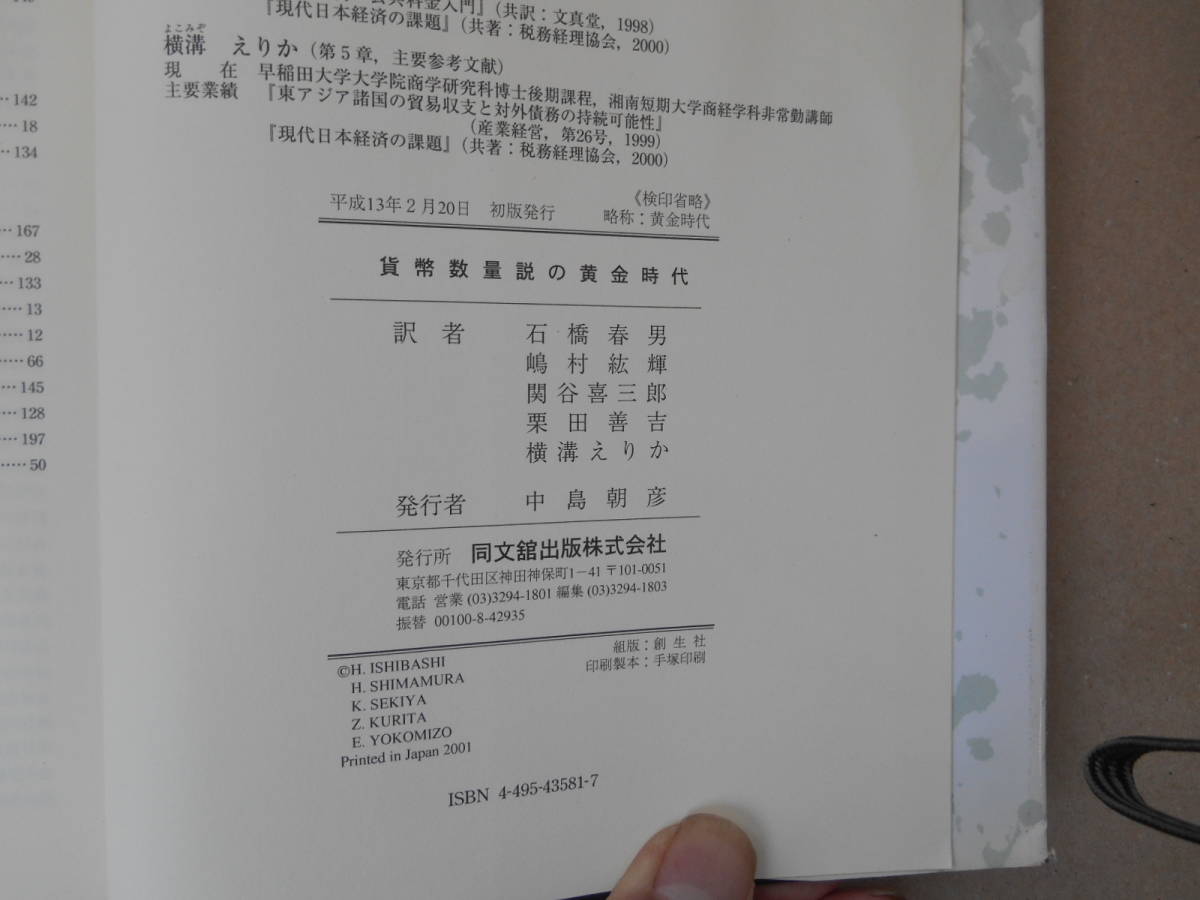 公共料金入門』(共訳：文真堂，1998)
『現代日本経済の課題』(共著：税務経理協会，2000)
よこみぞ
横溝　えりか(第5章，主要参考文献)
現　在　早稲田大学大学院商学研究科博士後期課程，湘南短期大学商経学科非常勤講師
主要業績　『東アジア諸国の貿易収支と対外債務の持続可能性』
(産業経営，第26号，1999)
『現代日本経済の課題』(共著：税務経理協会，2000)
142
18
134
167
28
133
13
12
66
145
128
197
50
《検印省略》
平成13年2月20日　初版発行　略称：黄金時代
貨幣数量説の黄金時代
訳者　石橋春男
嶋村紘輝
関谷喜三郎
栗田善吉
横溝えりか
発行者　中島朝彦
発行所　同文舘出版株式会社
東京都千代田区神田神保町1－41 〒101-0051
電話 営業 (03)3294-1801 編集 (03)3294-1803
振替 00100-8-42935
©H. ISHIBASHI
H. SHIMAMURA
K. SEKIYA
Z. KURITA
E. YOKOMIZO
Printed in Japan 2001
組版：創生社
印刷製本：手塚印刷
ISBN 4-495-43581-7